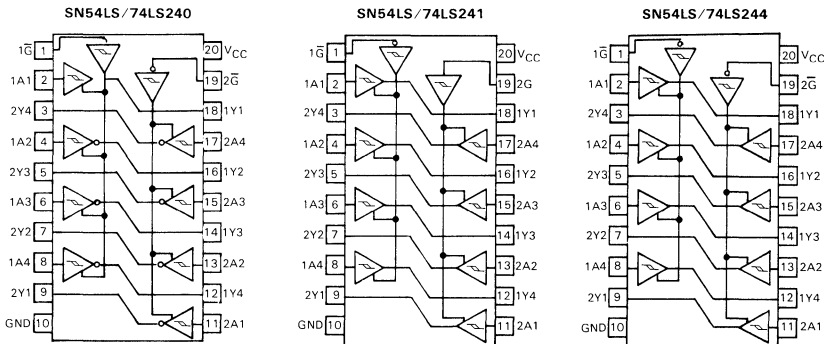 SN54LS/74LS240
1G̅ 1
20 VCC
1A1 2
19 2G̅
2Y4 3
18 1Y1
1A2 4
17 2A4
2Y3 5
16 1Y2
1A3 6
15 2A3
2Y2 7
14 1Y3
1A4 8
13 2A2
2Y1 9
12 1Y4
GND 10
11 2A1
SN54LS/74LS241
1G̅ 1
20 VCC
1A1 2
19 2G
2Y4 3
18 1Y1
1A2 4
17 2A4
2Y3 5
16 1Y2
1A3 6
15 2A3
2Y2 7
14 1Y3
1A4 8
13 2A2
2Y1 9
12 1Y4
GND 10
11 2A1
SN54LS/74LS244
1G̅ 1
20 VCC
1A1 2
19 2G̅
2Y4 3
18 1Y1
1A2 4
17 2A4
2Y3 5
16 1Y2
1A3 6
15 2A3
2Y2 7
14 1Y3
1A4 8
13 2A2
2Y1 9
12 1Y4
GND 10
11 2A1